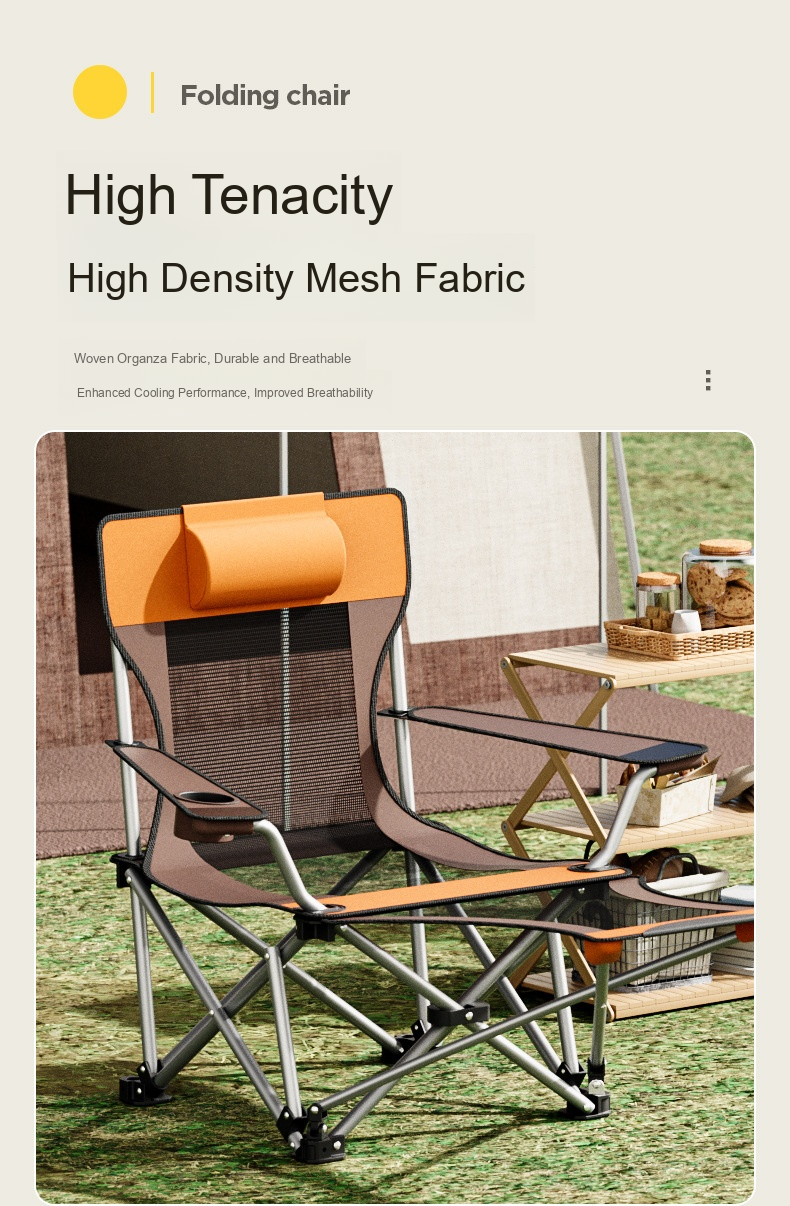 Folding chair
High Tenacity
High Density Mesh Fabric
Woven Organza Fabric, Durable and Breathable
Enhanced Cooling Performance, Improved Breathability